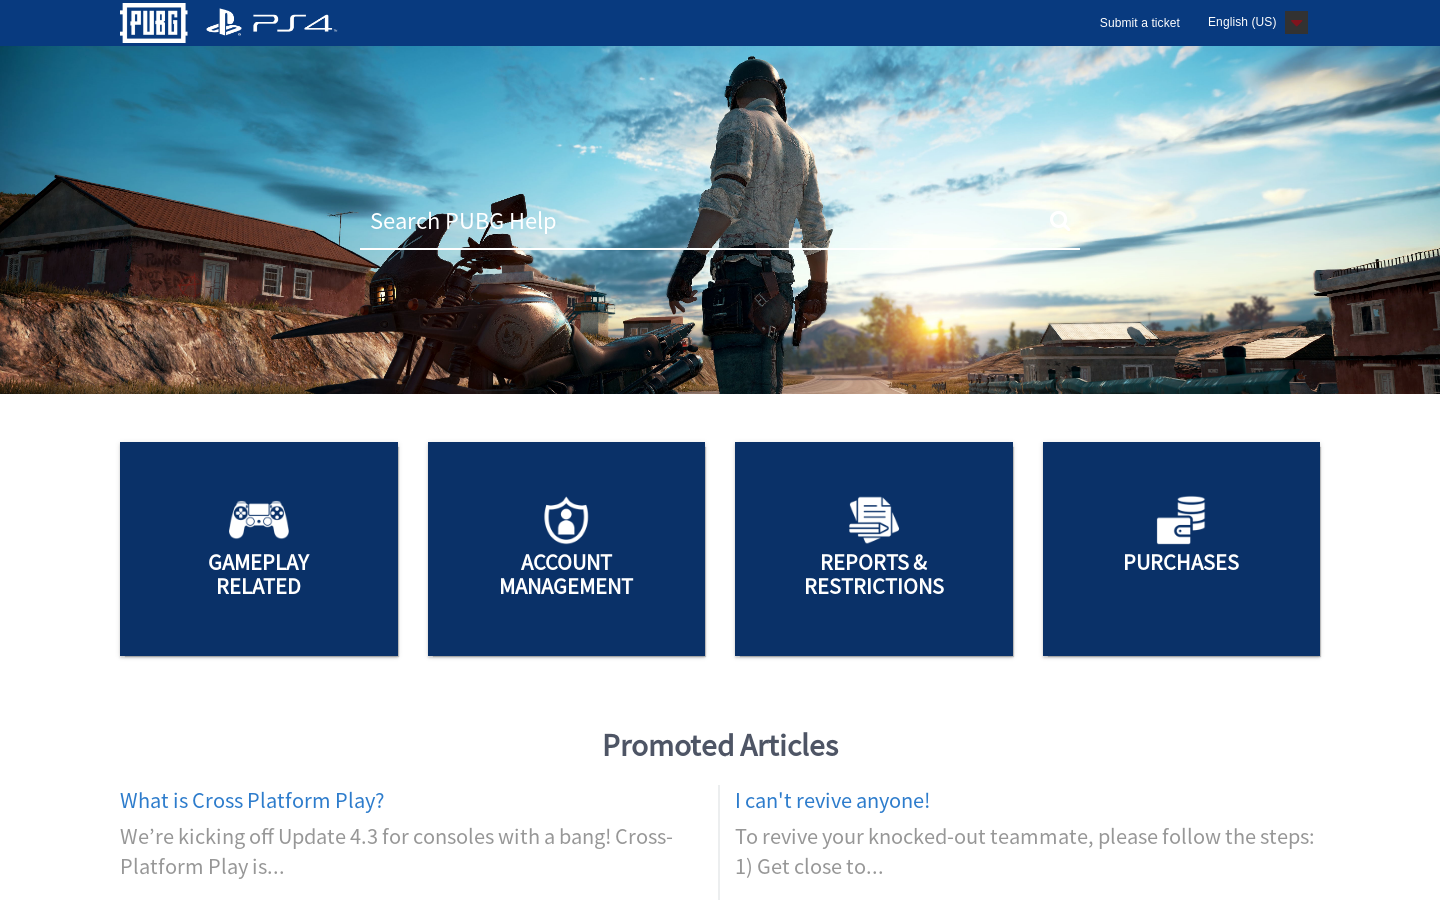 PUBG PS4
Submit a ticket
English (US)
Search PUBG Help
GAMEPLAY
RELATED
ACCOUNT
MANAGEMENT
REPORTS &
RESTRICTIONS
PURCHASES
Promoted Articles
What is Cross Platform Play?
We’re kicking off Update 4.3 for consoles with a bang! Cross-
Platform Play is...
I can't revive anyone!
To revive your knocked-out teammate, please follow the steps:
1) Get close to...